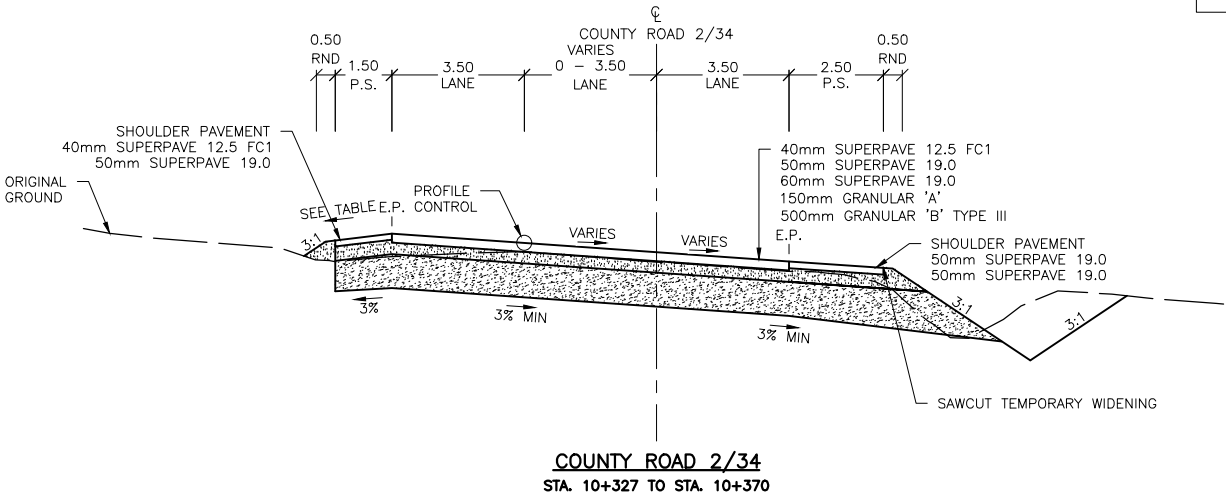 ℄
COUNTY ROAD 2/34
0.50
RND
1.50
P.S.
3.50
LANE
VARIES
0 - 3.50
LANE
3.50
LANE
2.50
P.S.
0.50
RND
SHOULDER PAVEMENT
40mm SUPERPAVE 12.5 FC1
50mm SUPERPAVE 19.0
40mm SUPERPAVE 12.5 FC1
50mm SUPERPAVE 19.0
60mm SUPERPAVE 19.0
150mm GRANULAR 'A'
500mm GRANULAR 'B' TYPE III
ORIGINAL
GROUND
PROFILE
CONTROL
SEE TABLE
E.P.
VARIES
VARIES
E.P.
SHOULDER PAVEMENT
50mm SUPERPAVE 19.0
50mm SUPERPAVE 19.0
3:1
3%
3% MIN
3% MIN
3:1
3:1
SAWCUT TEMPORARY WIDENING
COUNTY ROAD 2/34
STA. 10+327 TO STA. 10+370